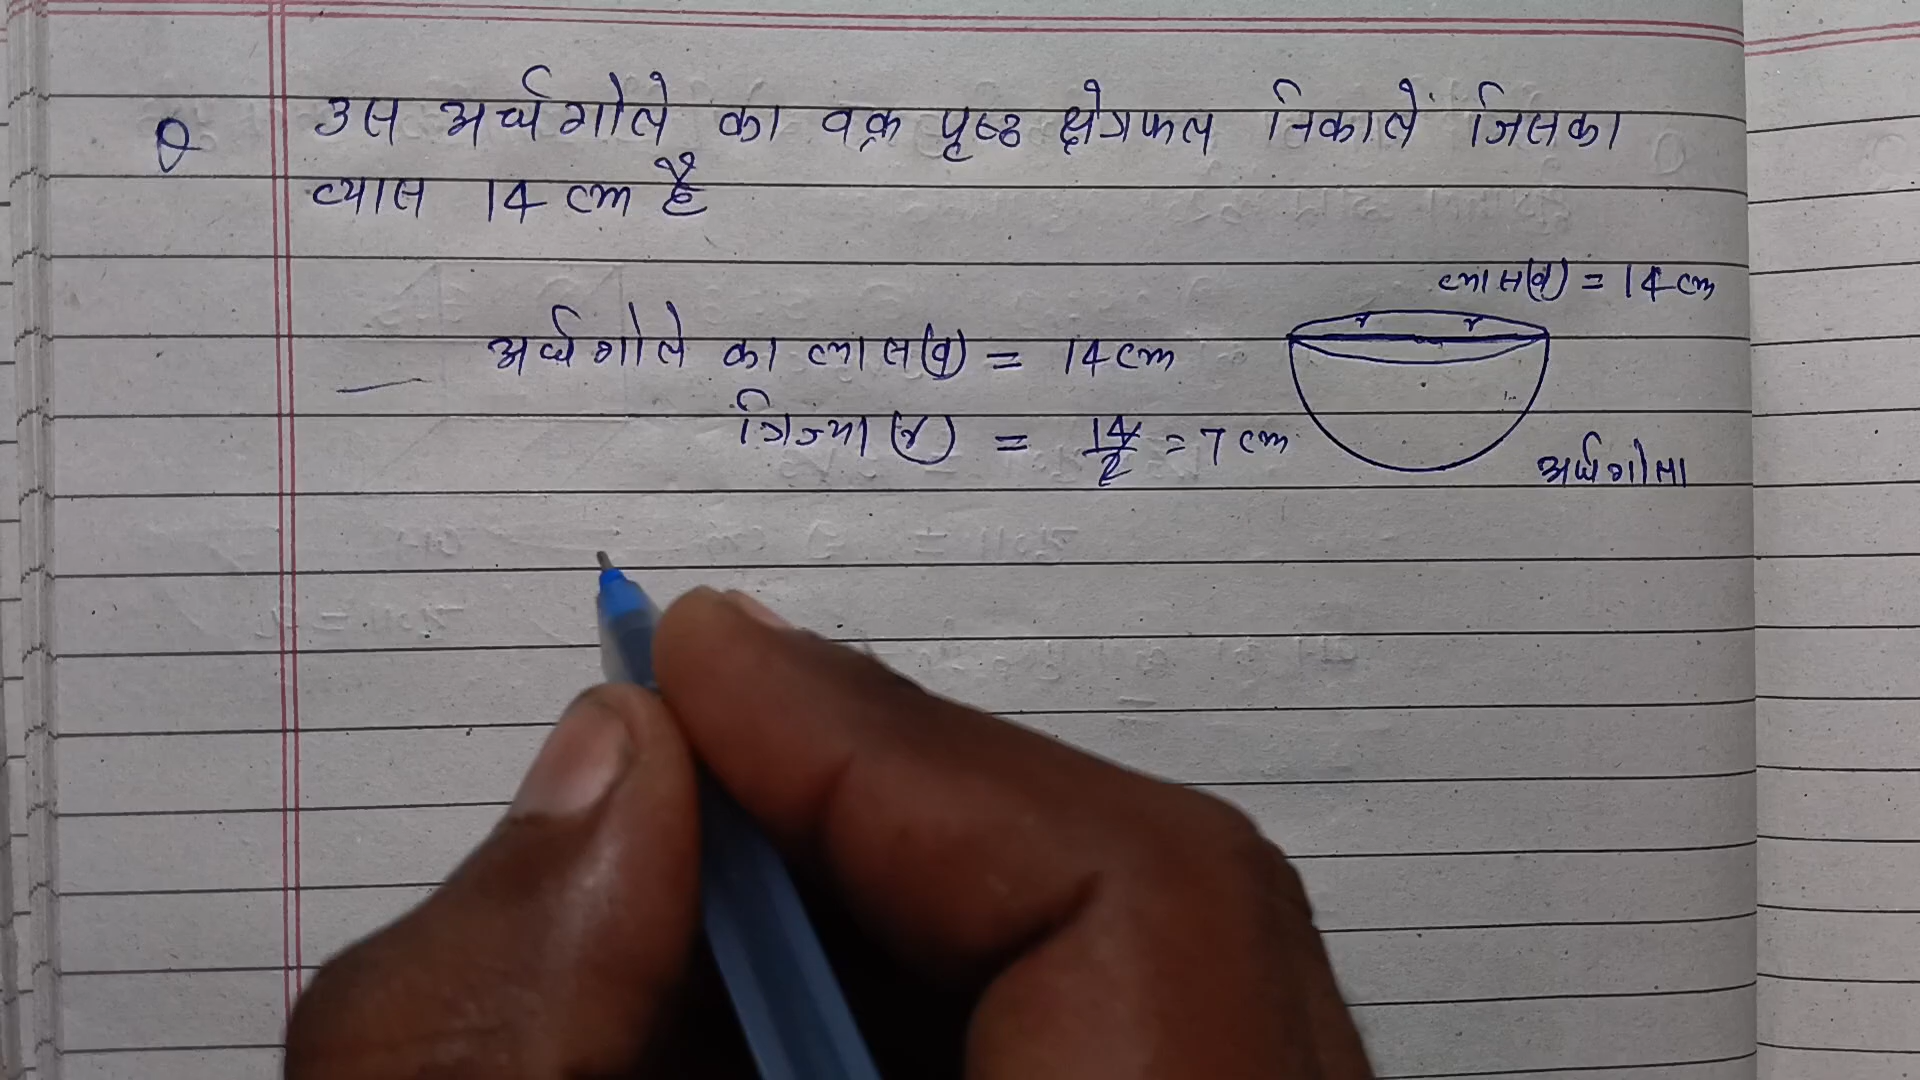 Q उस अर्धगोले का वक्र पृष्ठ क्षेत्रफल निकालें जिसका
व्यास 14 cm है
व्यास(d) = 14 cm
r r
अर्धगोले का व्यास(d) = 14 cm
त्रिज्या (r) = 14/2 = 7 cm
अर्धगोला